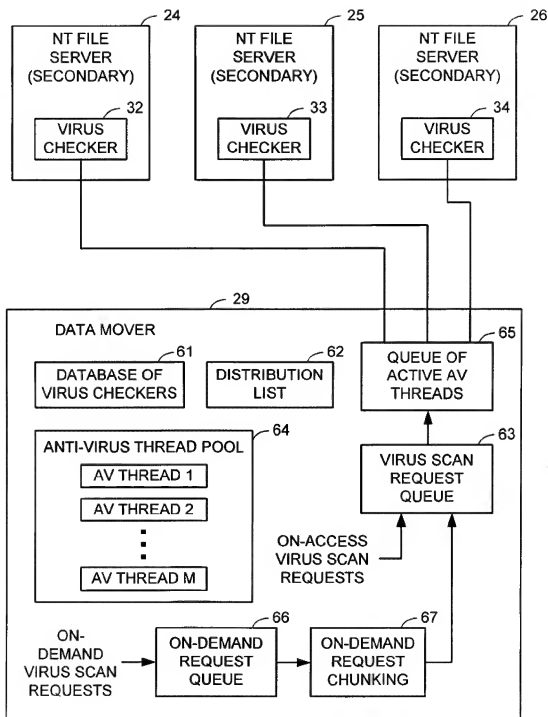 24
25
26
NT FILE
SERVER
(SECONDARY)
NT FILE
SERVER
(SECONDARY)
NT FILE
SERVER
(SECONDARY)
32
33
34
VIRUS
CHECKER
VIRUS
CHECKER
VIRUS
CHECKER
29
DATA MOVER
61
DATABASE OF
VIRUS CHECKERS
62
DISTRIBUTION
LIST
65
QUEUE OF
ACTIVE AV
THREADS
64
ANTI-VIRUS THREAD POOL
AV THREAD 1
AV THREAD 2
AV THREAD M
63
VIRUS SCAN
REQUEST
QUEUE
ON-ACCESS
VIRUS SCAN
REQUESTS
ON-
DEMAND
VIRUS SCAN
REQUESTS
66
ON-DEMAND
REQUEST
QUEUE
67
ON-DEMAND
REQUEST
CHUNKING